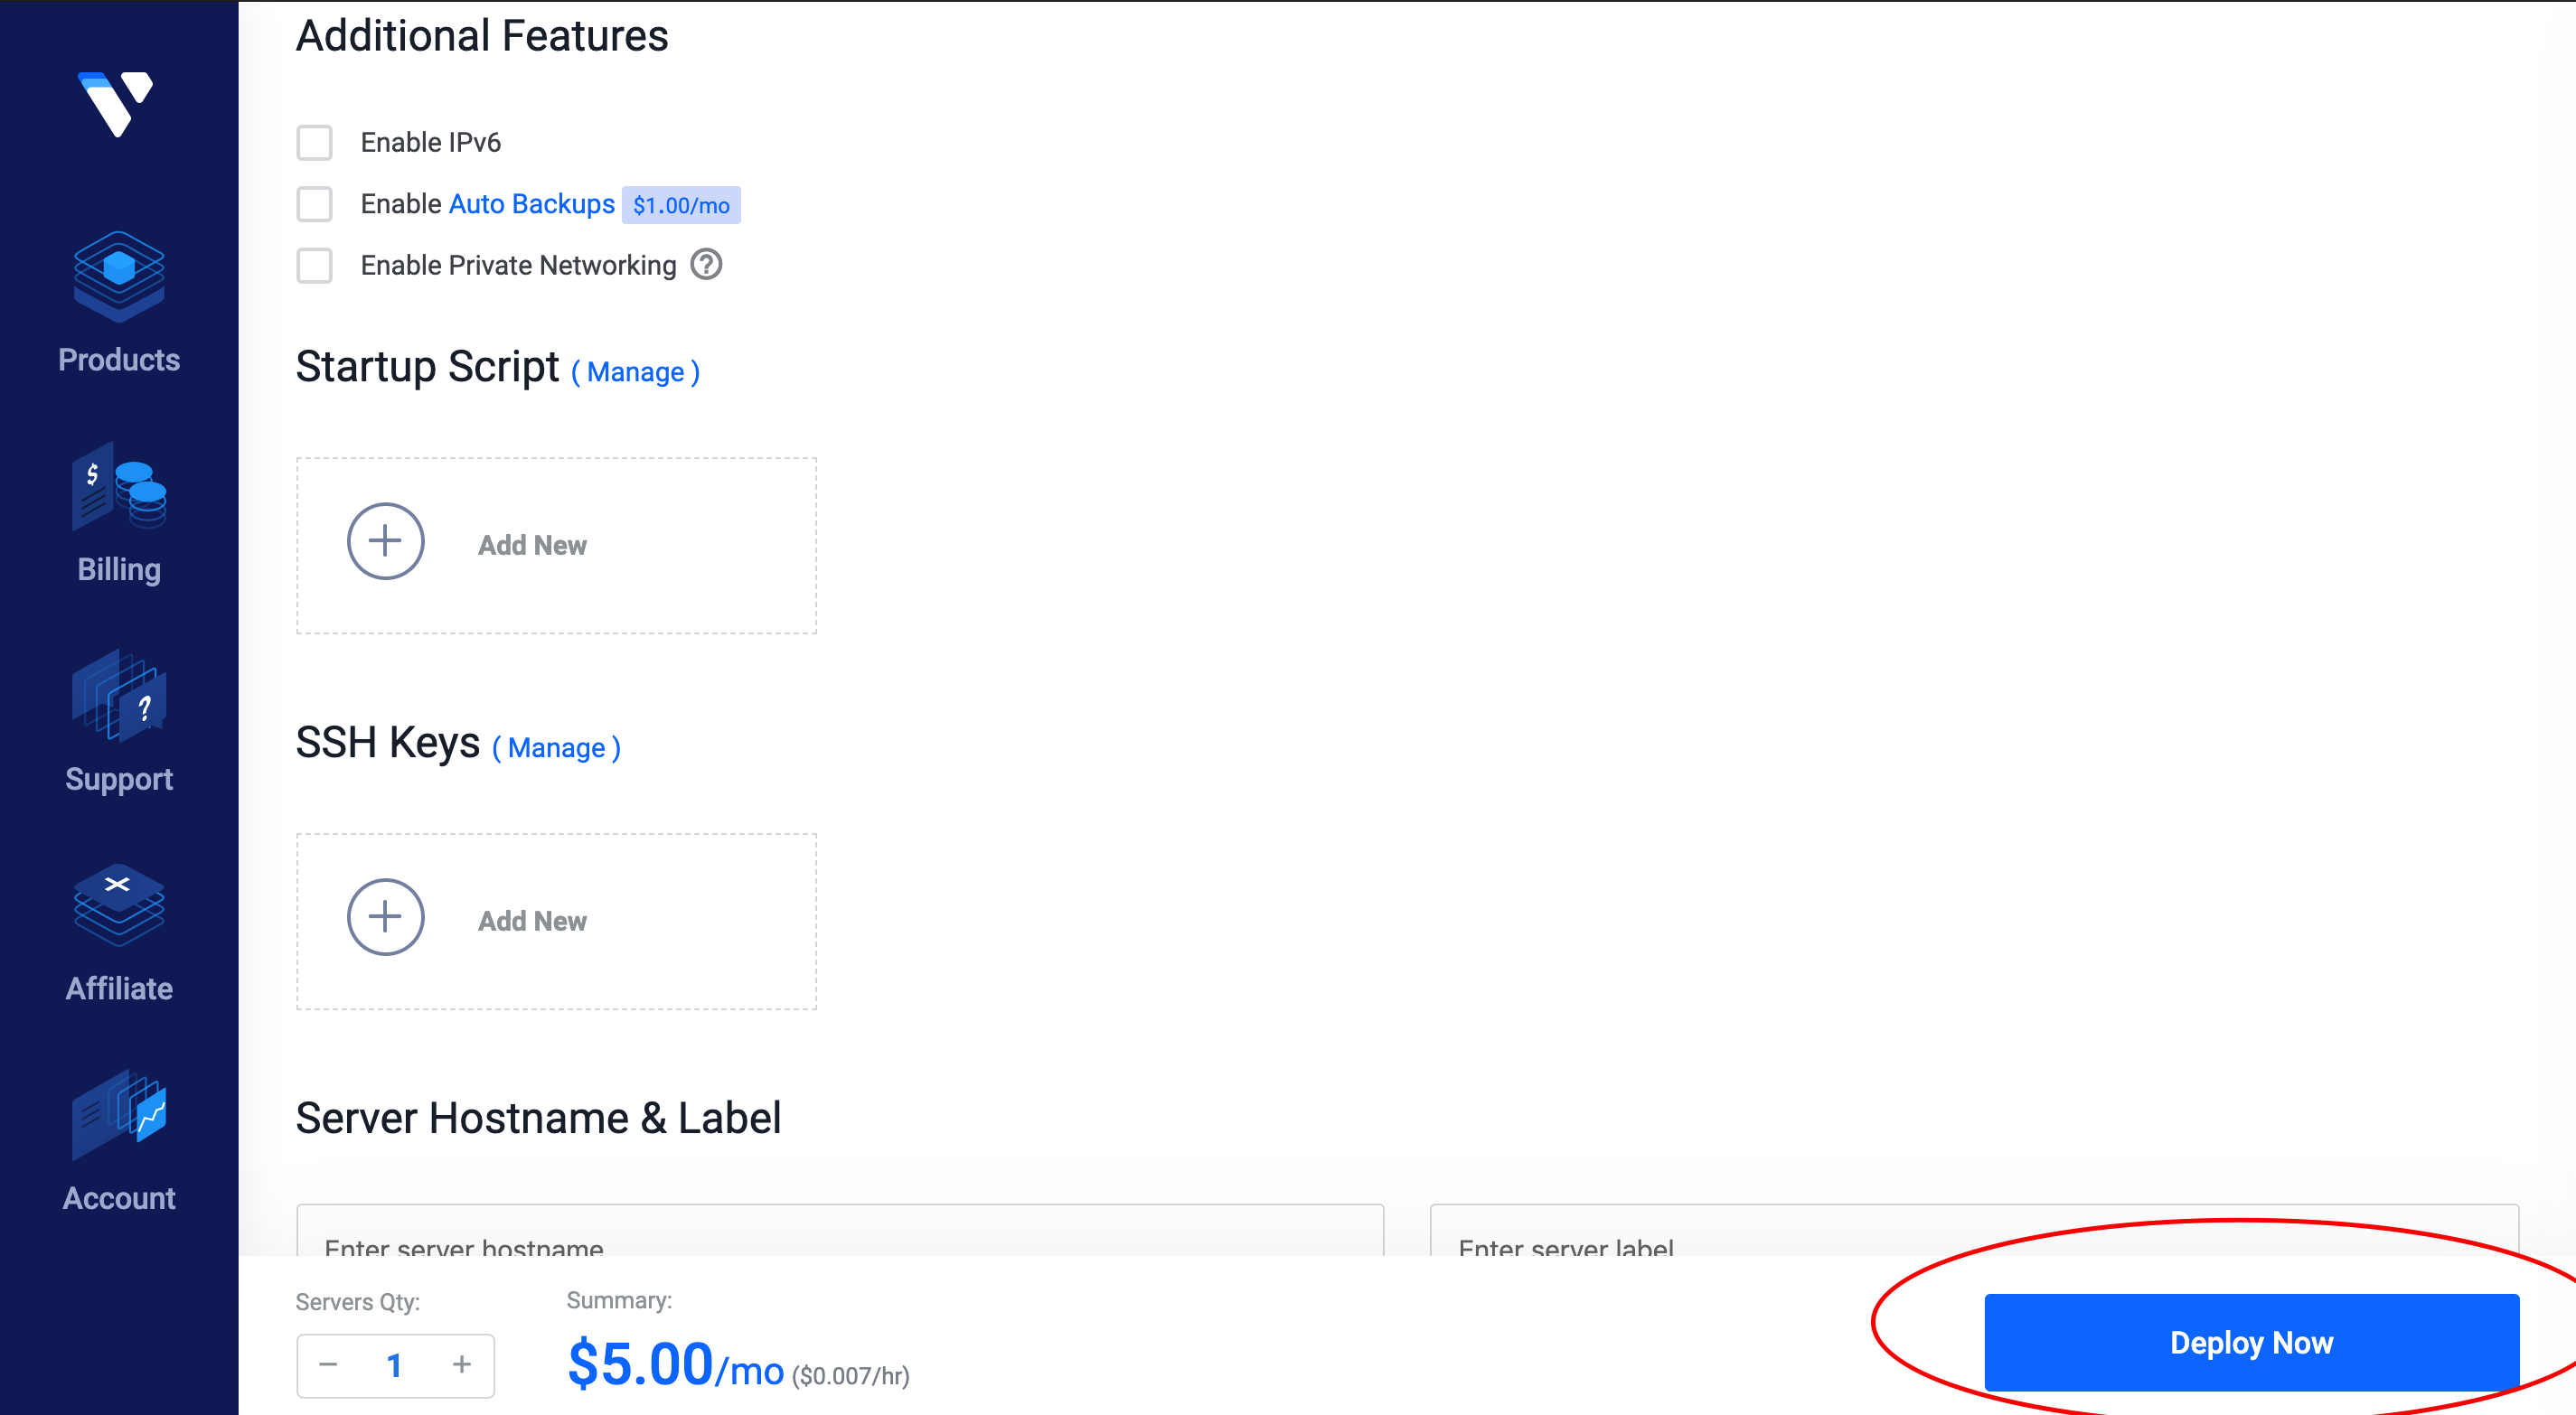 Additional Features
Enable IPv6
Enable Auto Backups $1.00/mo
Enable Private Networking ?
Startup Script ( Manage )
Add New
SSH Keys ( Manage )
Add New
Server Hostname & Label
Enter server hostname
Enter server label
Products
$
Billing
?
Support
Affiliate
Account
Servers Qty:
− 1 +
Summary:
$5.00/mo ($0.007/hr)
Deploy Now